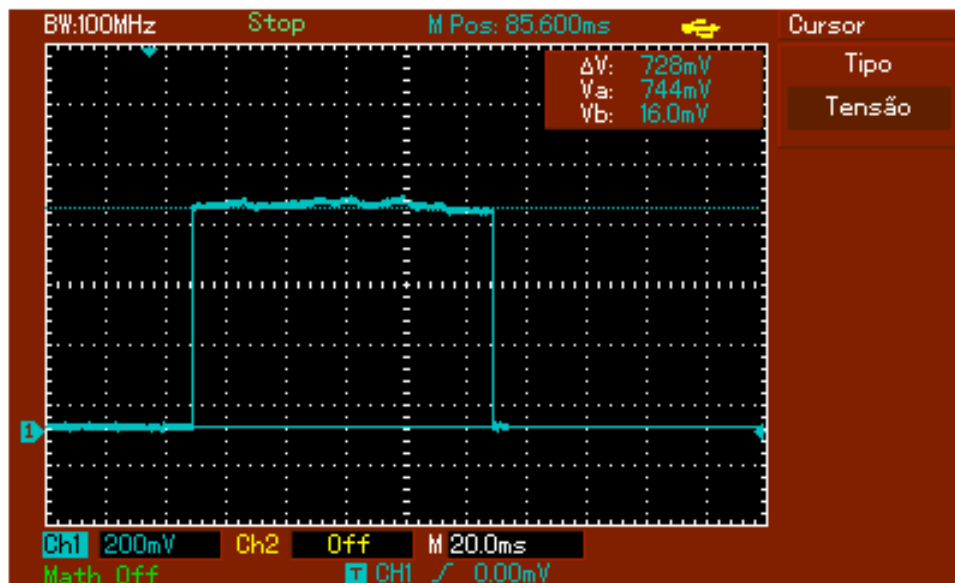 BW:100MHz Stop M Pos: 85.600ms Cursor
Tipo
Tensão
ΔV: 728mV
Va: 744mV
Vb: 16.0mV
1
Ch1 200mV Ch2 Off M 20.0ms
Math Off T CH1 0.00mV